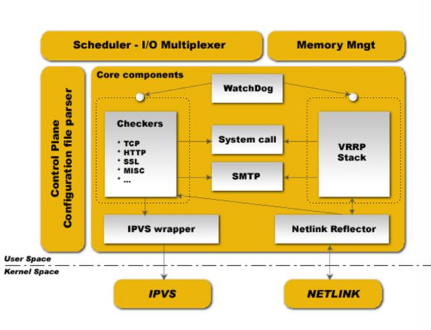 Scheduler - I/O Multiplexer
Memory Mngt
Control Plane
Configuration file parser
Core components
WatchDog
Checkers
* TCP
* HTTP
* SSL
* MISC
* ...
System call
SMTP
VRRP
Stack
IPVS wrapper
Netlink Reflector
User Space
Kernel Space
IPVS
NETLINK